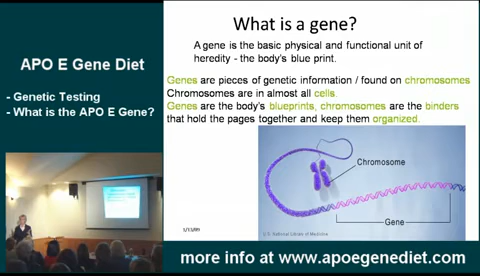 What is a gene?
A gene is the basic physical and functional unit of
heredity - the body's blue print.
APO E Gene Diet
- Genetic Testing
- What is the APO E Gene?
Genes are pieces of genetic information / found on chromosomes
Chromosomes are in almost all cells.
Genes are the body's blueprints, chromosomes are the binders
that hold the pages together and keep them organized.
Chromosome
Gene
U.S. National Library of Medicine
1/13/09
more info at www.apoegenediet.com